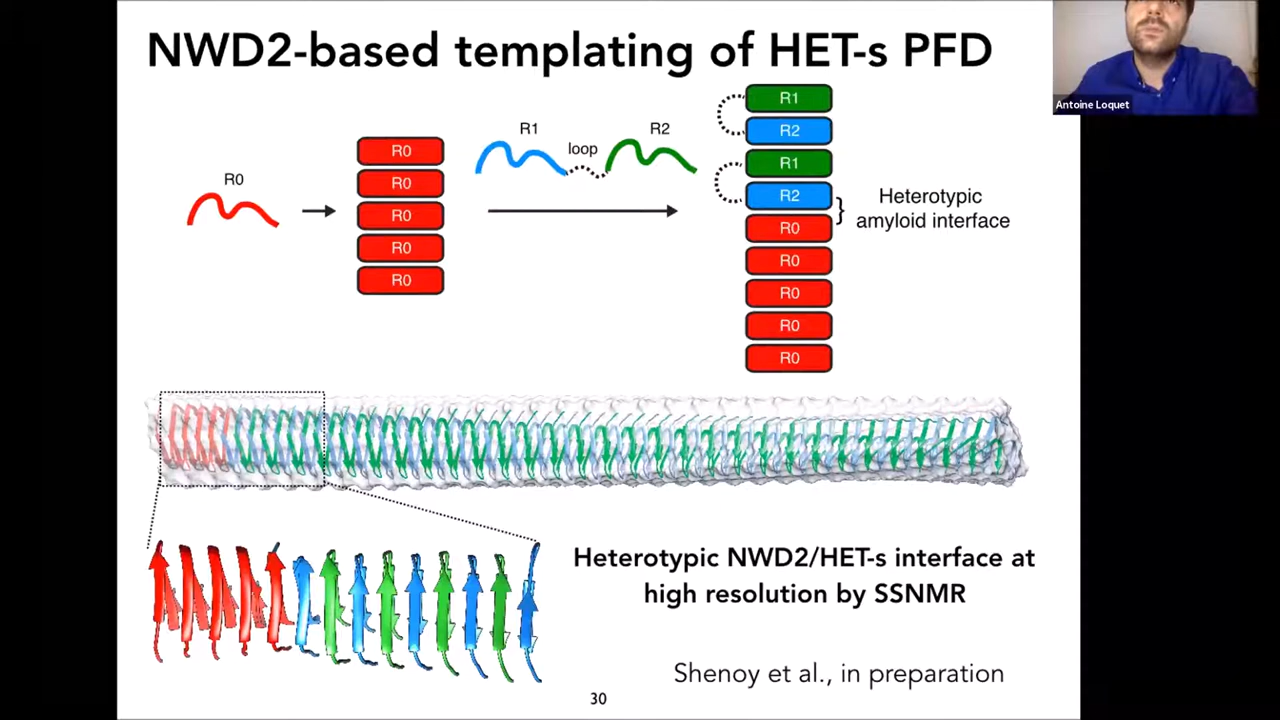 NWD2-based templating of HET-s PFD
Antoine Loquet
R0
R0
R0
R0
R0
R0
R1
loop
R2
R1
R2
R1
R2
R0
R0
R0
R0
R0
Heterotypic
amyloid interface
Heterotypic NWD2/HET-s interface at
high resolution by SSNMR
Shenoy et al., in preparation
30